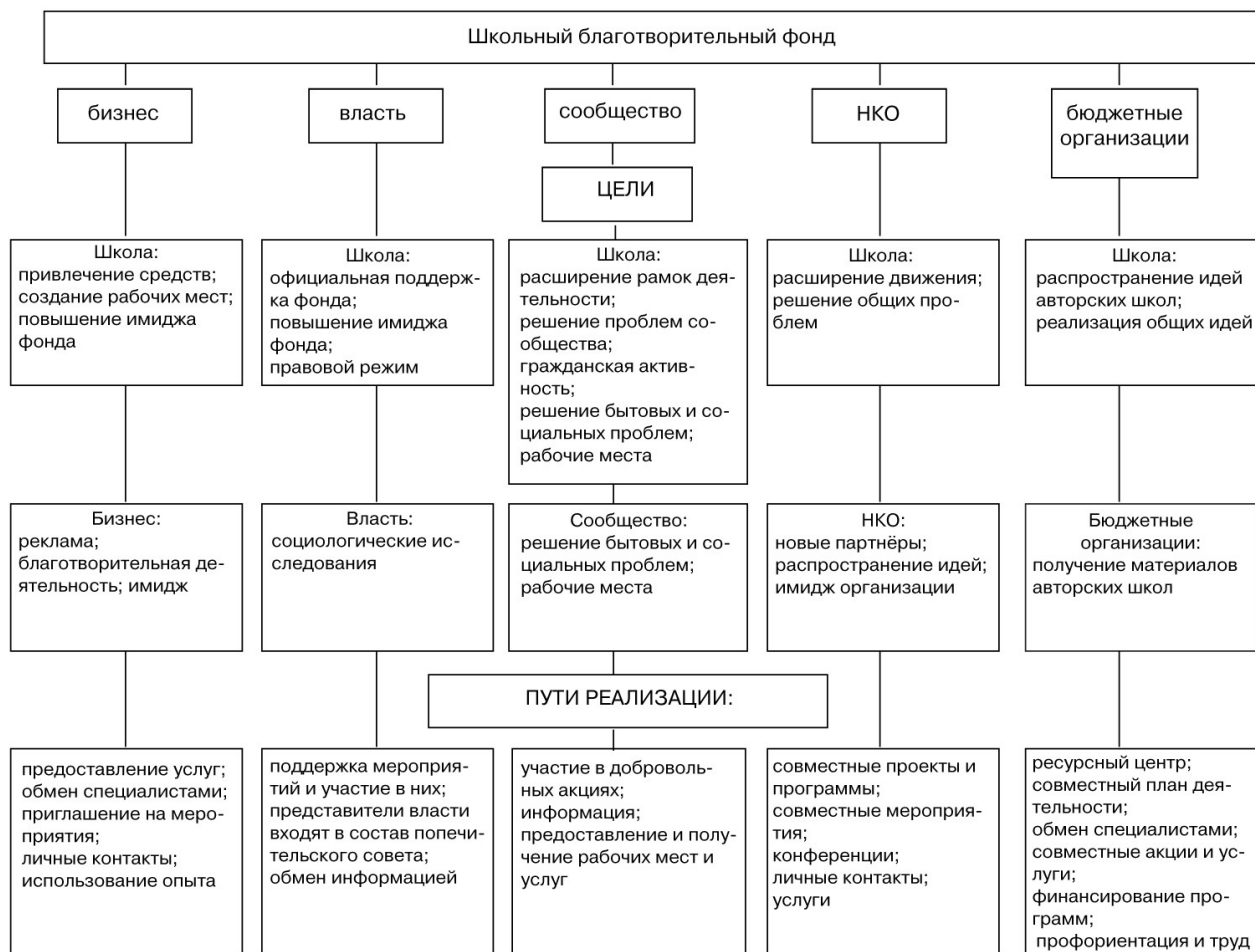 Школьный благотворительный фонд
бизнес
власть
сообщество
НКО
бюджетные
организации
ЦЕЛИ
Школа:
привлечение средств;
создание рабочих мест;
повышение имиджа
фонда
Школа:
официальная поддерж-
ка фонда;
повышение имиджа
фонда;
правовой режим
Школа:
расширение рамок дея-
тельности;
решение проблем со-
общества;
гражданская актив-
ность;
решение бытовых и со-
циальных проблем;
рабочие места
Школа:
расширение движения;
решение общих про-
блем
Школа:
распространение идей
авторских школ;
реализация общих идей
Бизнес:
реклама;
благотворительная де-
ятельность; имидж
Власть:
социологические ис-
следования
Сообщество:
решение бытовых и со-
циальных проблем;
рабочие места
НКО:
новые партнёры;
распространение идей;
имидж организации
Бюджетные
организации:
получение материалов
авторских школ
ПУТИ РЕАЛИЗАЦИИ:
предоставление услуг;
обмен специалистами;
приглашение на меро-
приятия;
личные контакты;
использование опыта
поддержка мероприя-
тий и участие в них;
представители власти
входят в состав попечи-
тельского совета;
обмен информацией
участие в доброволь-
ных акциях;
информация;
предоставление и полу-
чение рабочих мест и
услуг
совместные проекты и
программы;
совместные мероприя-
тия;
конференции;
личные контакты;
услуги
ресурсный центр;
совместный план дея-
тельности;
обмен специалистами;
совместные акции и ус-
луги;
финансирование про-
грамм;
профориентация и труд